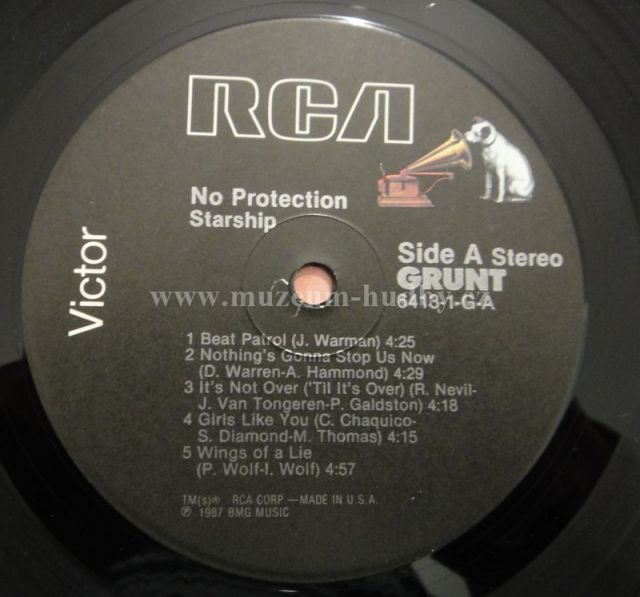 RCA
No Protection
Starship
Victor
Side A Stereo
GRUNT
6413-1-G-A
1 Beat Patrol (J. Warman) 4:25
2 Nothing's Gonna Stop Us Now
(D. Warren-A. Hammond) 4:29
3 It's Not Over ('Til It's Over) (R. Nevil-
J. Van Tongeren-P. Galdston) 4:18
4 Girls Like You (C. Chaquico-
S. Diamond-M. Thomas) 4:15
5 Wings of a Lie
(P. Wolf-I. Wolf) 4:57
TM(s)® RCA CORP.—MADE IN U.S.A.
℗ 1987 BMG MUSIC